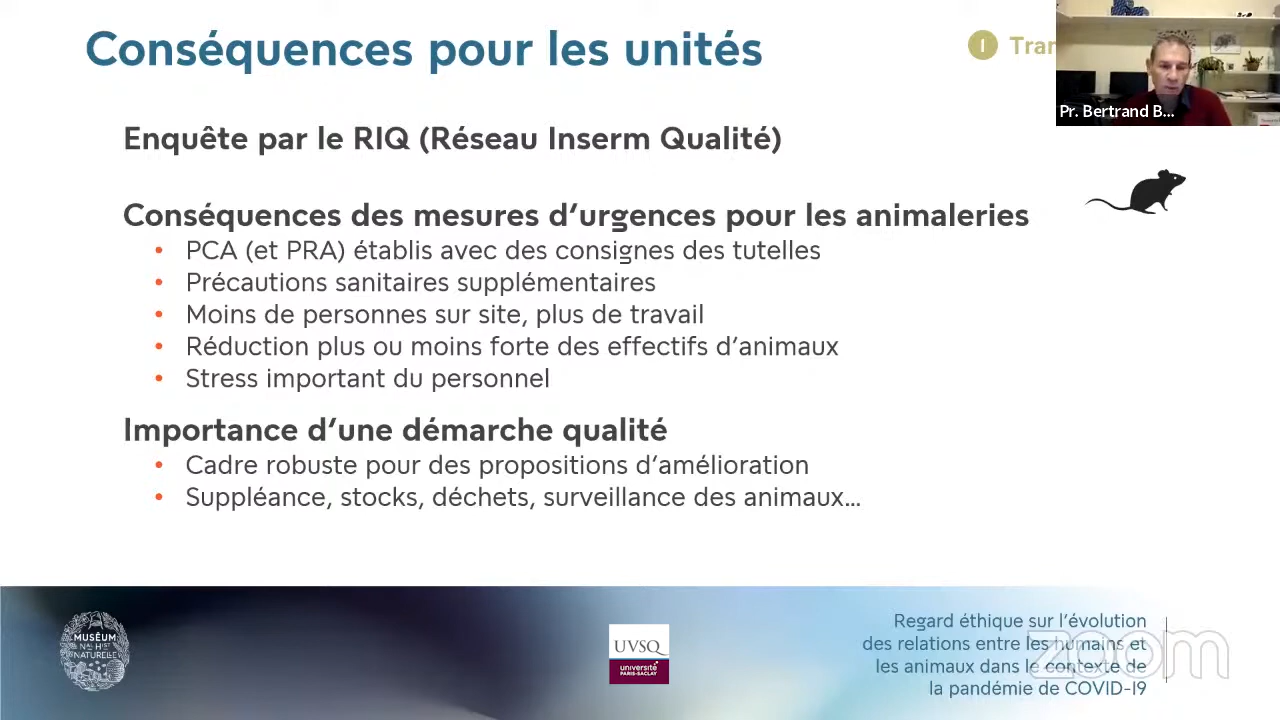 Conséquences pour les unités
I Tran
Pr. Bertrand B...
Enquête par le RIQ (Réseau Inserm Qualité)
Conséquences des mesures d’urgences pour les animaleries
• PCA (et PRA) établis avec des consignes des tutelles
• Précautions sanitaires supplémentaires
• Moins de personnes sur site, plus de travail
• Réduction plus ou moins forte des effectifs d’animaux
• Stress important du personnel
Importance d’une démarche qualité
• Cadre robuste pour des propositions d’amélioration
• Suppléance, stocks, déchets, surveillance des animaux...
MUSÉUM
NAL HIST
NATURELLE
UVSQ
université
PARIS-SACLAY
Regard éthique sur l’évolution
des relations entre les humains et
les animaux dans le contexte de
la pandémie de COVID-19
zoom